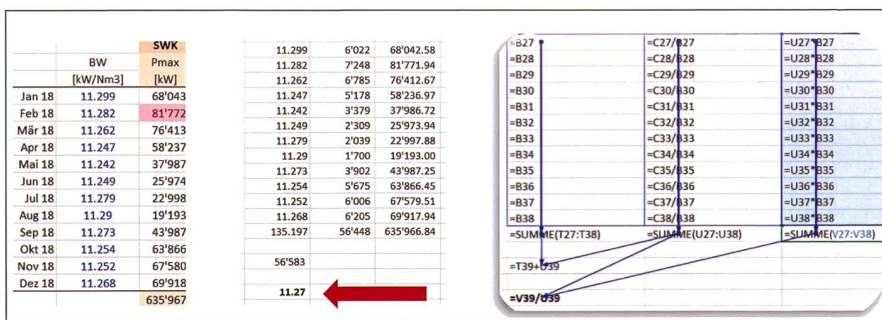 SWK
BW Pmax
[kW/Nm3] [kW]
Jan 18 11.299 68'043
Feb 18 11.282 81'772
Mär 18 11.262 76'413
Apr 18 11.247 58'237
Mai 18 11.242 37'987
Jun 18 11.249 25'974
Jul 18 11.279 22'998
Aug 18 11.29 19'193
Sep 18 11.273 43'987
Okt 18 11.254 63'866
Nov 18 11.252 67'580
Dez 18 11.268 69'918
635'967
11.299 6'022 68'042.58
11.282 7'248 81'771.94
11.262 6'785 76'412.67
11.247 5'178 58'236.97
11.242 3'379 37'986.72
11.249 2'309 25'973.94
11.279 2'039 22'997.88
11.29 1'700 19'193.00
11.273 3'902 43'987.25
11.254 5'675 63'866.45
11.252 6'006 67'579.51
11.268 6'205 69'917.94
135.197 56'448 635'966.84
56'583
11.27
=B27 =C27/B27 =U27*B27
=B28 =C28/B28 =U28*B28
=B29 =C29/B29 =U29*B29
=B30 =C30/B30 =U30*B30
=B31 =C31/B31 =U31*B31
=B32 =C32/B32 =U32*B32
=B33 =C33/B33 =U33*B33
=B34 =C34/B34 =U34*B34
=B35 =C35/B35 =U35*B35
=B36 =C36/B36 =U36*B36
=B37 =C37/B37 =U37*B37
=B38 =C38/B38 =U38*B38
=SUMME(T27:T38) =SUMME(U27:U38) =SUMME(V27:V38)
=T39+U39
=V39/U39